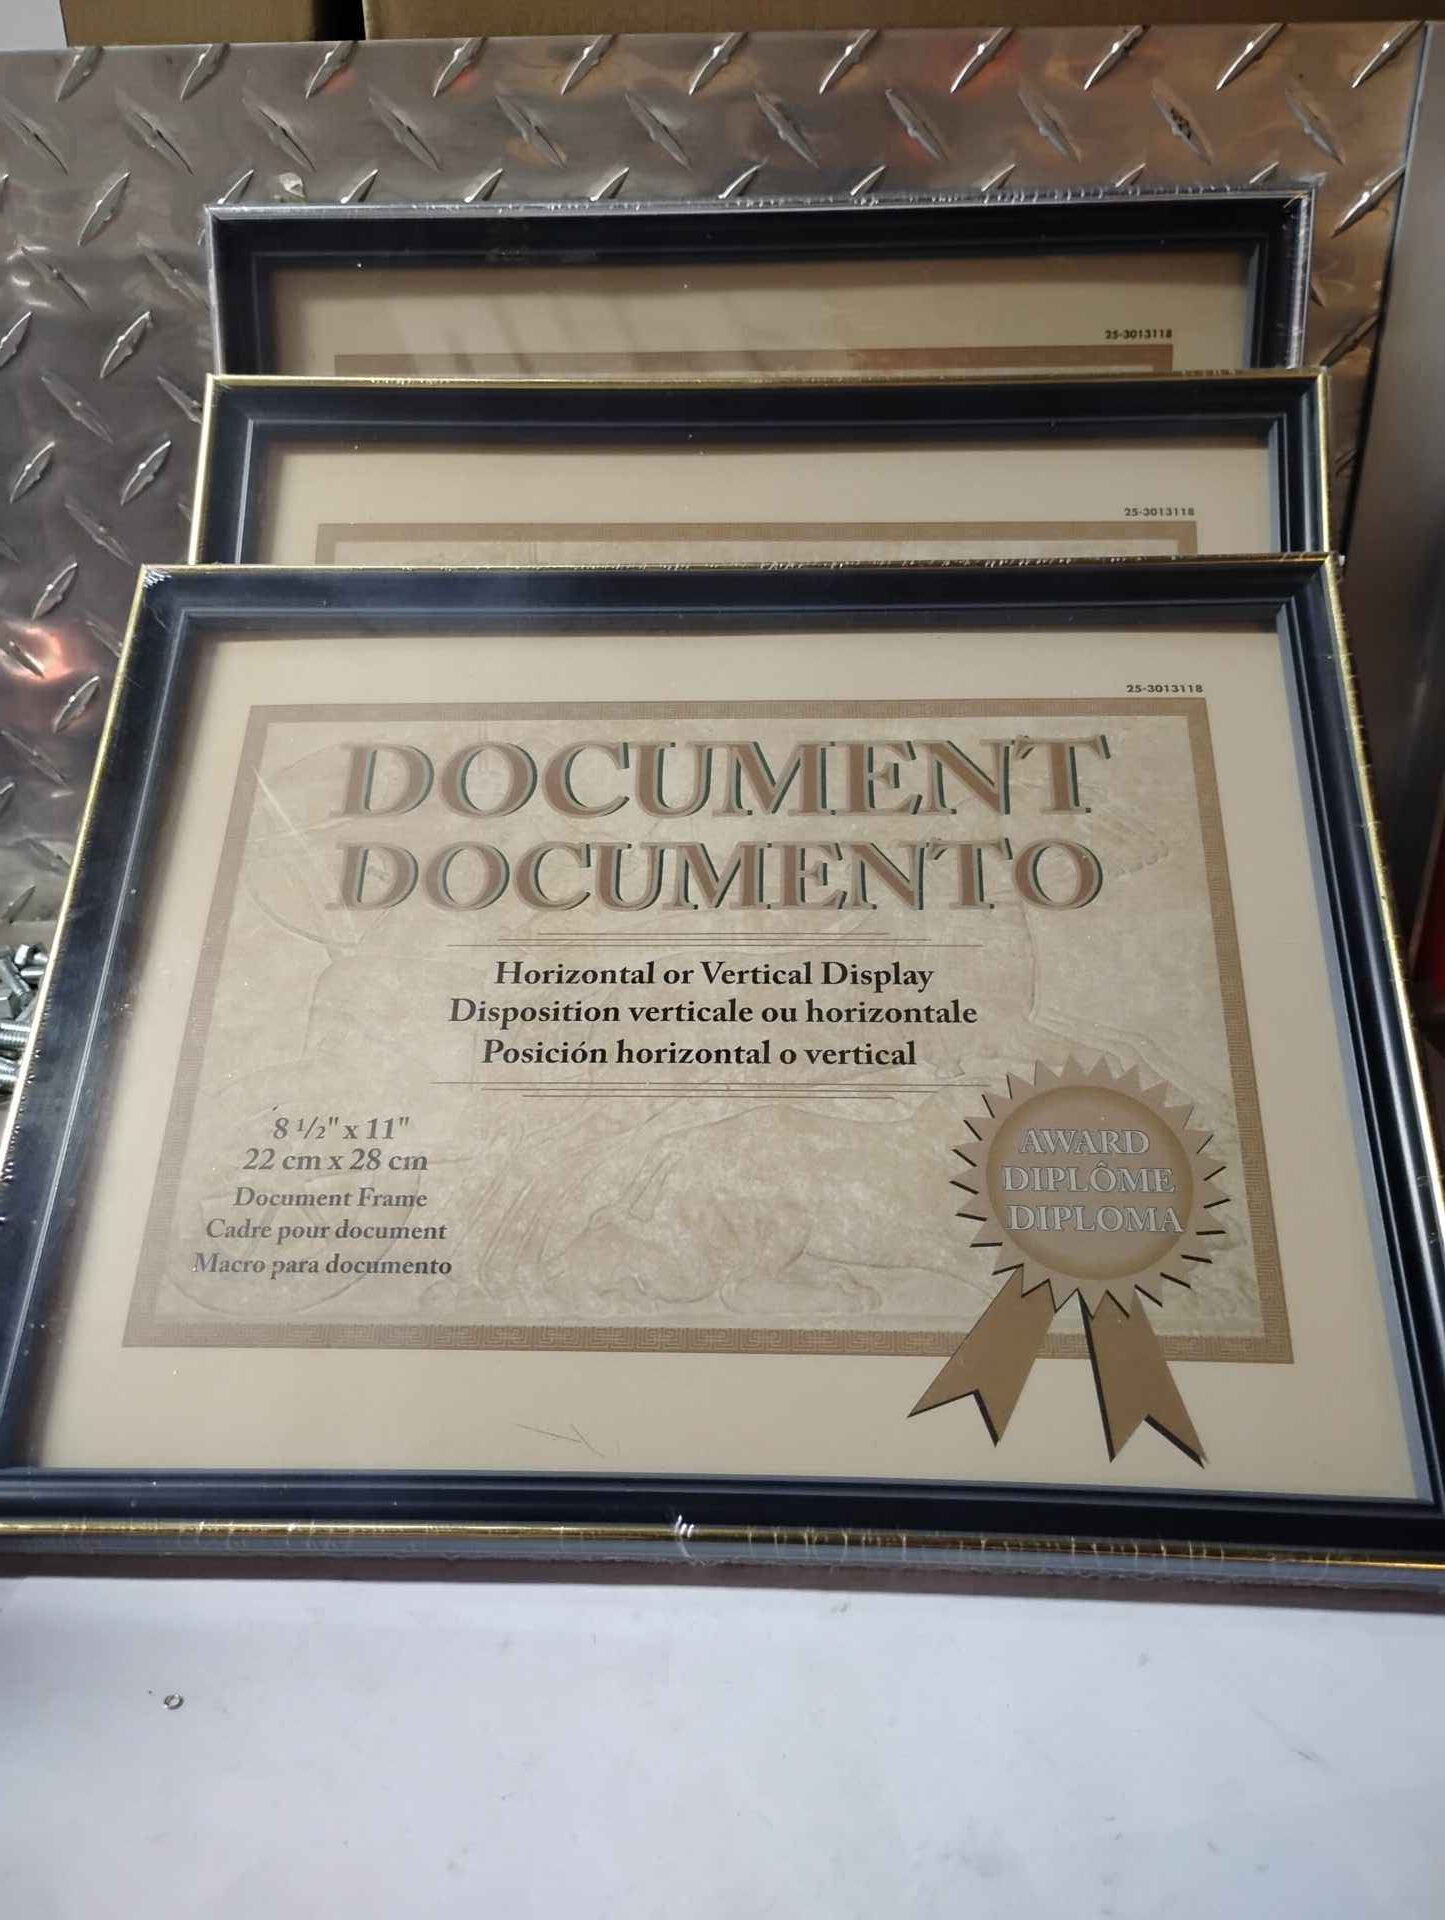 25-3013118
25-3013118
25-3013118
DOCUMENT
DOCUMENTO
Horizontal or Vertical Display
Disposition verticale ou horizontale
Posición horizontal o vertical
8 1/2" x 11"
22 cm x 28 cm
Document Frame
Cadre pour document
Macro para documento
AWARD
DIPLÔME
DIPLOMA